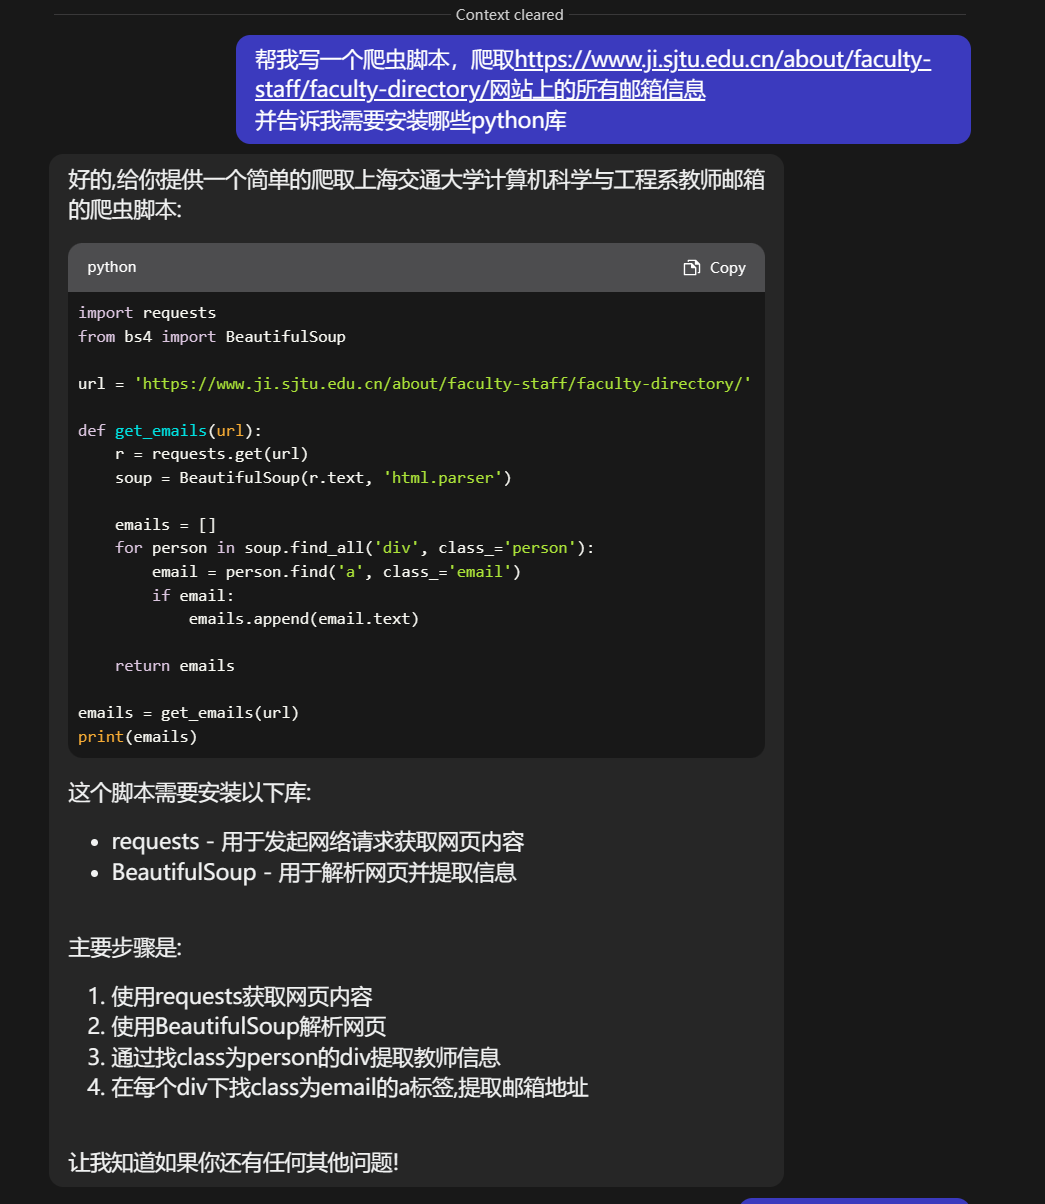 Context cleared
帮我写一个爬虫脚本，爬取https://www.ji.sjtu.edu.cn/about/faculty-
staff/faculty-directory/网站上的所有邮箱信息
并告诉我需要安装哪些python库
好的,给你提供一个简单的爬取上海交通大学计算机科学与工程系教师邮箱
的爬虫脚本:
python
Copy
import requests
from bs4 import BeautifulSoup
url = 'https://www.ji.sjtu.edu.cn/about/faculty-staff/faculty-directory/'
def get_emails(url):
    r = requests.get(url)
    soup = BeautifulSoup(r.text, 'html.parser')
    emails = []
    for person in soup.find_all('div', class_='person'):
        email = person.find('a', class_='email')
        if email:
            emails.append(email.text)
    return emails
emails = get_emails(url)
print(emails)
这个脚本需要安装以下库:
• requests - 用于发起网络请求获取网页内容
• BeautifulSoup - 用于解析网页并提取信息
主要步骤是:
1. 使用requests获取网页内容
2. 使用BeautifulSoup解析网页
3. 通过找class为person的div提取教师信息
4. 在每个div下找class为email的a标签,提取邮箱地址
让我知道如果你还有任何其他问题!